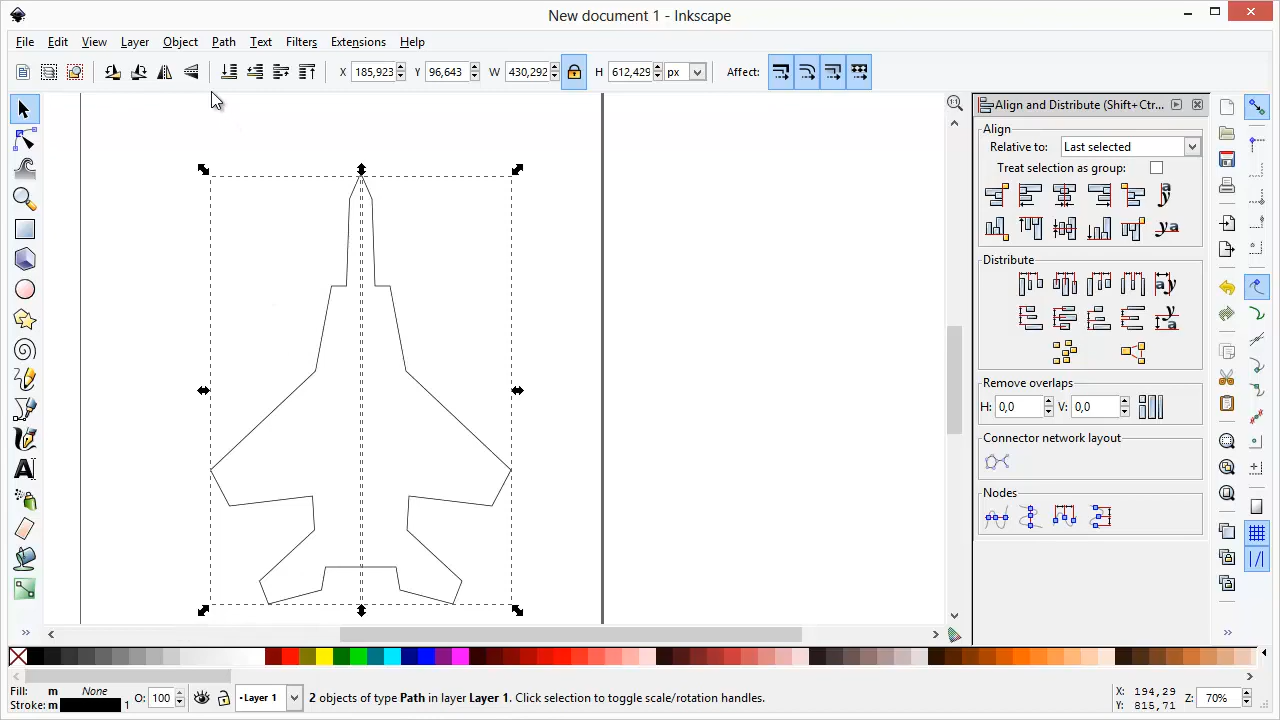 New document 1 - Inkscape
File Edit View Layer Object Path Text Filters Extensions Help
X 185,923 Y 96,643 W 430,292 H 612,429 px Affect:
Align and Distribute (Shift+Ctr...
Align
Relative to: Last selected
Treat selection as group:
Distribute
Remove overlaps
H: 0,0 V: 0,0
Connector network layout
Nodes
Fill: m None
Stroke: m 1
O: 100
Layer 1
2 objects of type Path in layer Layer 1. Click selection to toggle scale/rotation handles.
X: 194,29
Y: 815,71
Z: 70%